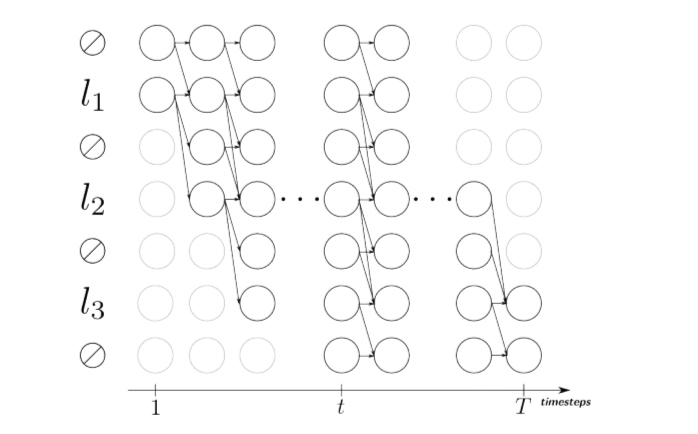 ∅
l₁
∅
l₂ ... ...
∅
l₃
∅
1 t T timesteps